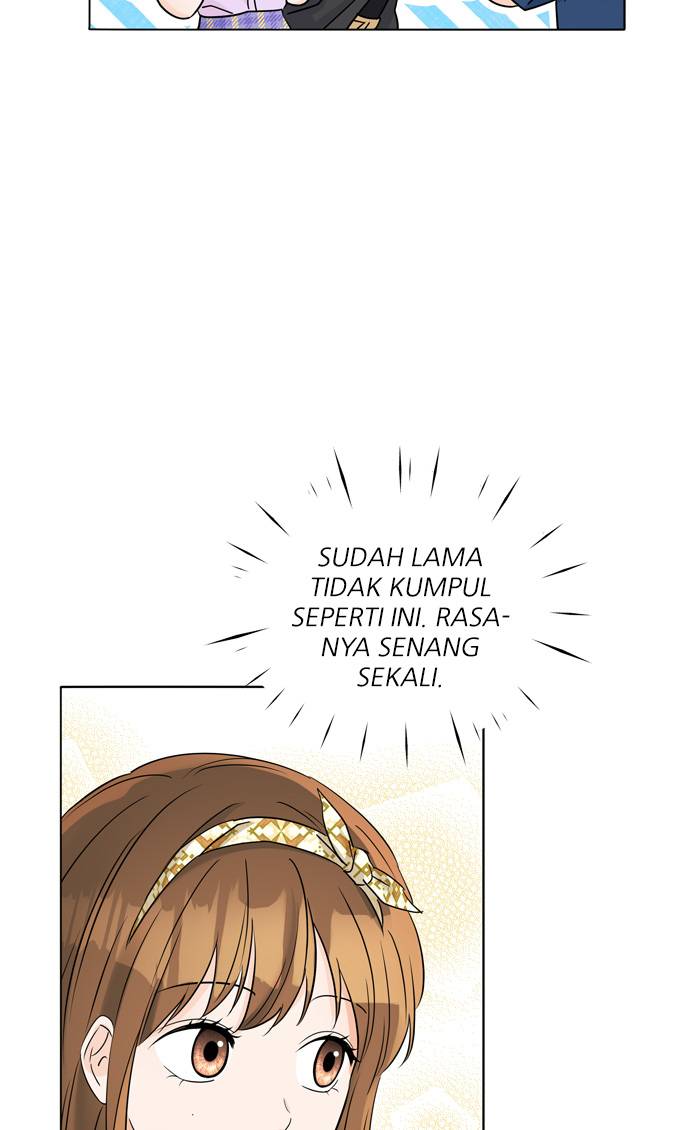 SUDAH LAMA
TIDAK KUMPUL
SEPERTI INI. RASA-
NYA SENANG
SEKALI.